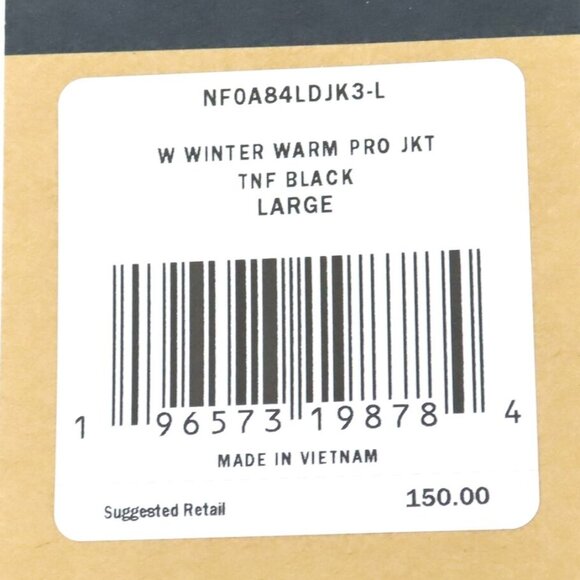 NF0A84LDJK3-L
W WINTER WARM PRO JKT
TNF BLACK
LARGE
1 96573 19878 4
MADE IN VIETNAM
Suggested Retail 150.00